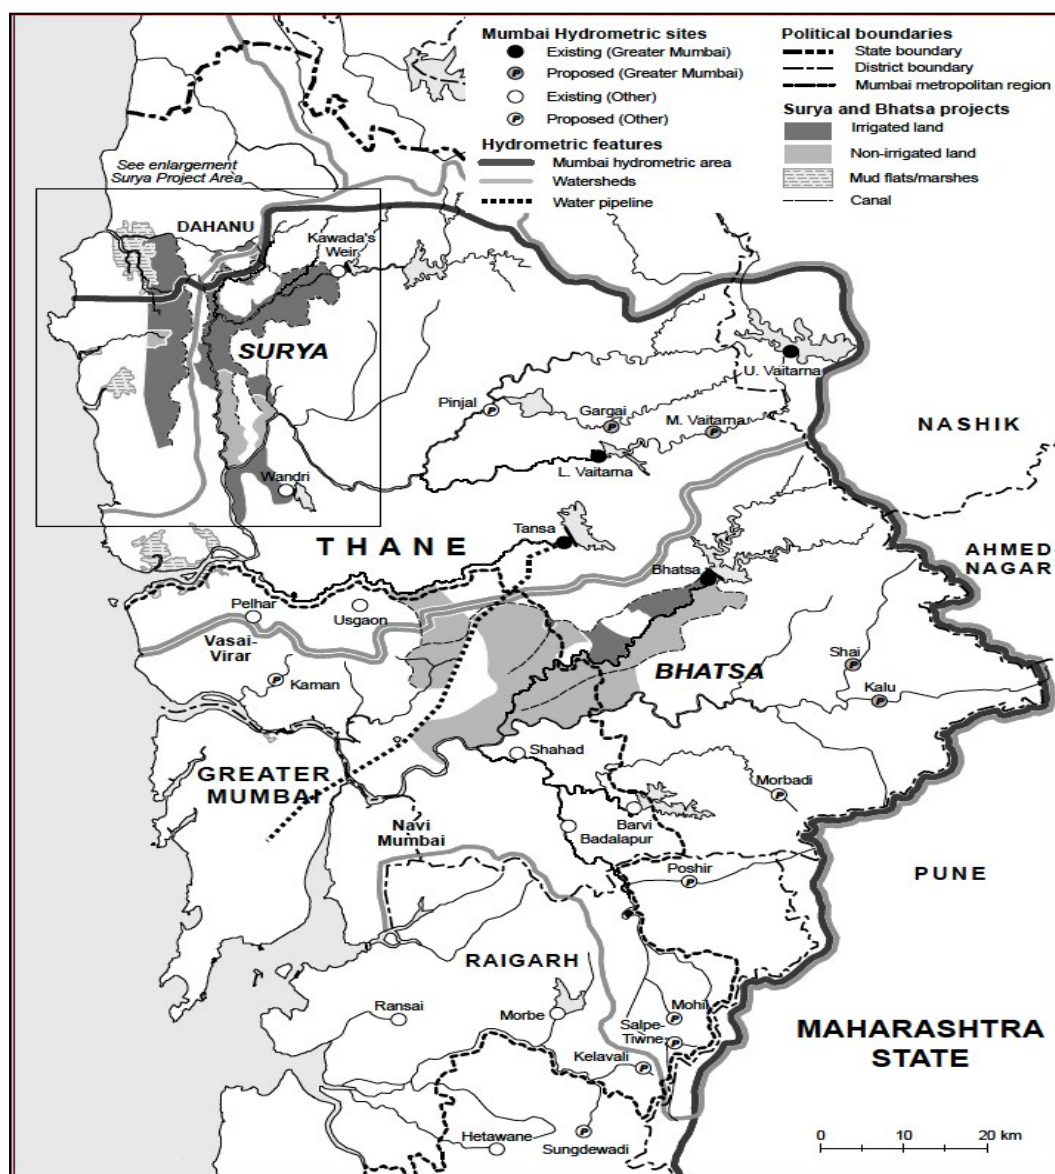 Mumbai Hydrometric sites
Existing (Greater Mumbai)
P
Proposed (Greater Mumbai)
Existing (Other)
P
Proposed (Other)
Hydrometric features
Mumbai hydrometric area
Watersheds
Water pipeline
Political boundaries
State boundary
District boundary
Mumbai metropolitan region
Surya and Bhatsa projects
Irrigated land
Non-irrigated land
Mud flats/marshes
Canal
See enlargement
Surya Project Area
DAHANU
Kawada's
Weir
SURYA
U. Vaitarna
Pinjal
P
Gargai
P
M. Vaitarna
P
L. Vaitarna
NASHIK
Wandri
THANE
Tansa
Bhatsa
AHMED-
NAGAR
Pelhar
Usgaon
Vasai-
Virar
Kaman
P
BHATSA
Shai
P
Kalu
P
Shahad
GREATER
MUMBAI
Morbadi
P
Barvi
Badalapur
Navi
Mumbai
Poshir
P
PUNE
RAIGARH
Ransai
Morbe
Mohil
P
Salpe-
Tiwne
P
Kelavali
P
MAHARASHTRA
STATE
Hetawane
Sungdewadi
P
0 10 20 km